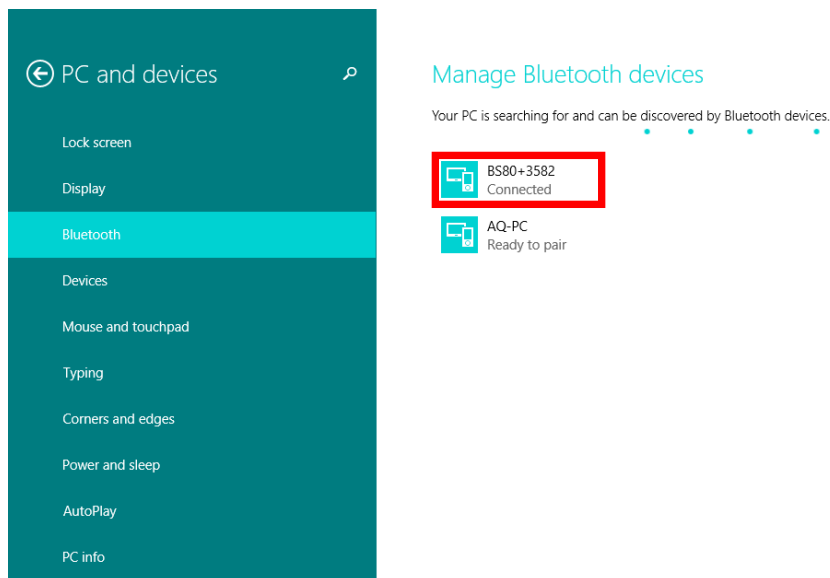 PC and devices
Lock screen
Display
Bluetooth
Devices
Mouse and touchpad
Typing
Corners and edges
Power and sleep
AutoPlay
PC info
Manage Bluetooth devices
Your PC is searching for and can be discovered by Bluetooth devices.
BS80+3582
Connected
AQ-PC
Ready to pair